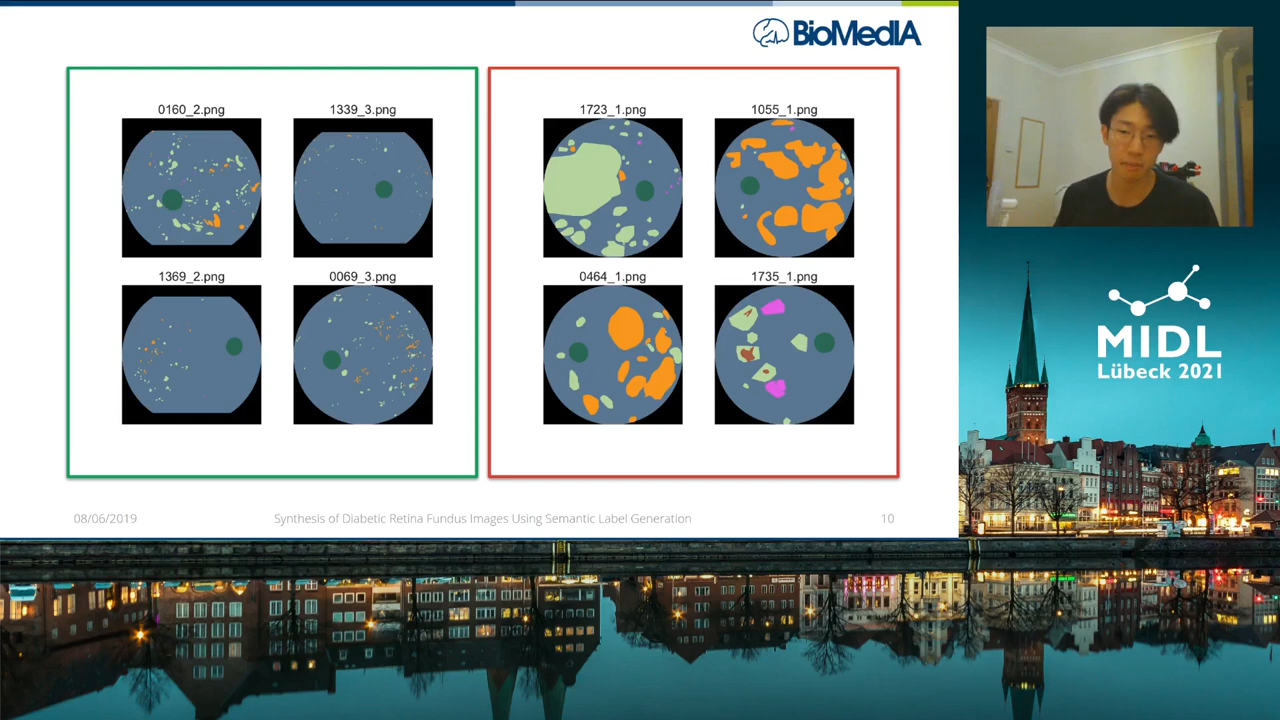 BioMedIA
0160_2.png
1339_3.png
1369_2.png
0069_3.png
1723_1.png
1055_1.png
0464_1.png
1735_1.png
08/06/2019
Synthesis of Diabetic Retina Fundus Images Using Semantic Label Generation
10
MIDL
Lübeck 2021